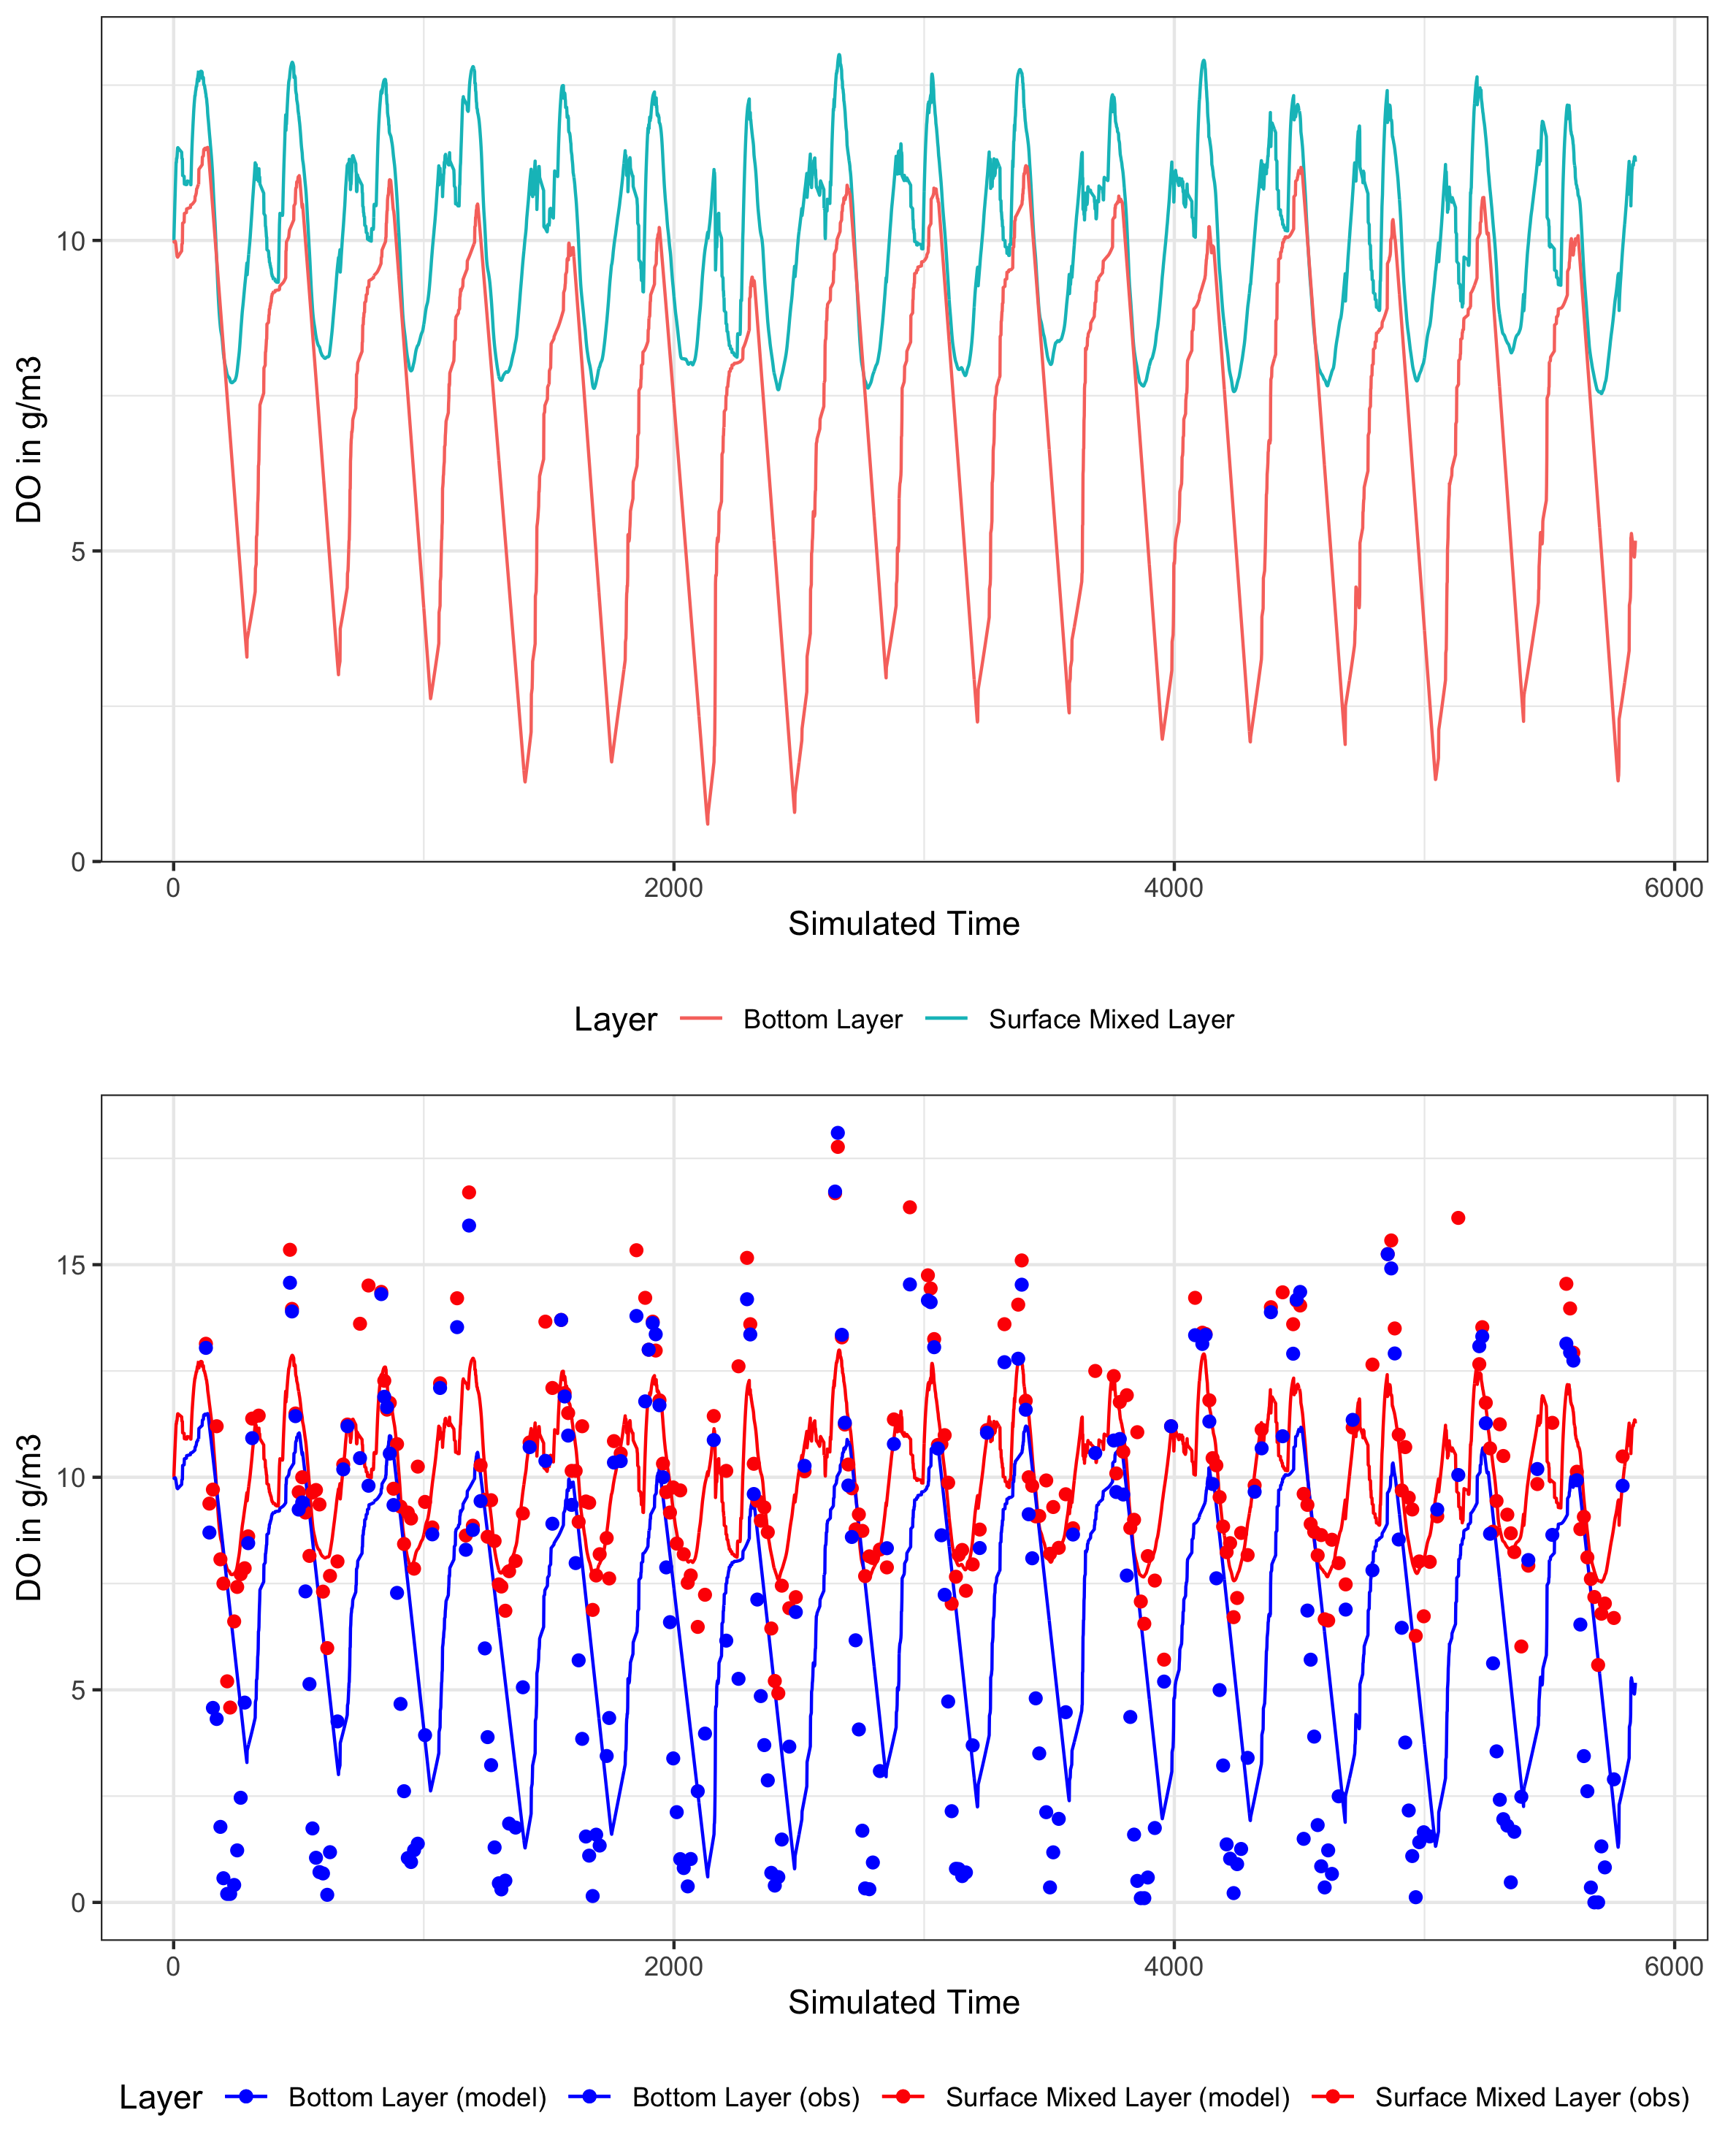 10
5
0
DO in g/m3
0 2000 4000 6000
Simulated Time
Layer Bottom Layer Surface Mixed Layer
15
10
5
0
DO in g/m3
0 2000 4000 6000
Simulated Time
Layer Bottom Layer (model) Bottom Layer (obs) Surface Mixed Layer (model) Surface Mixed Layer (obs)